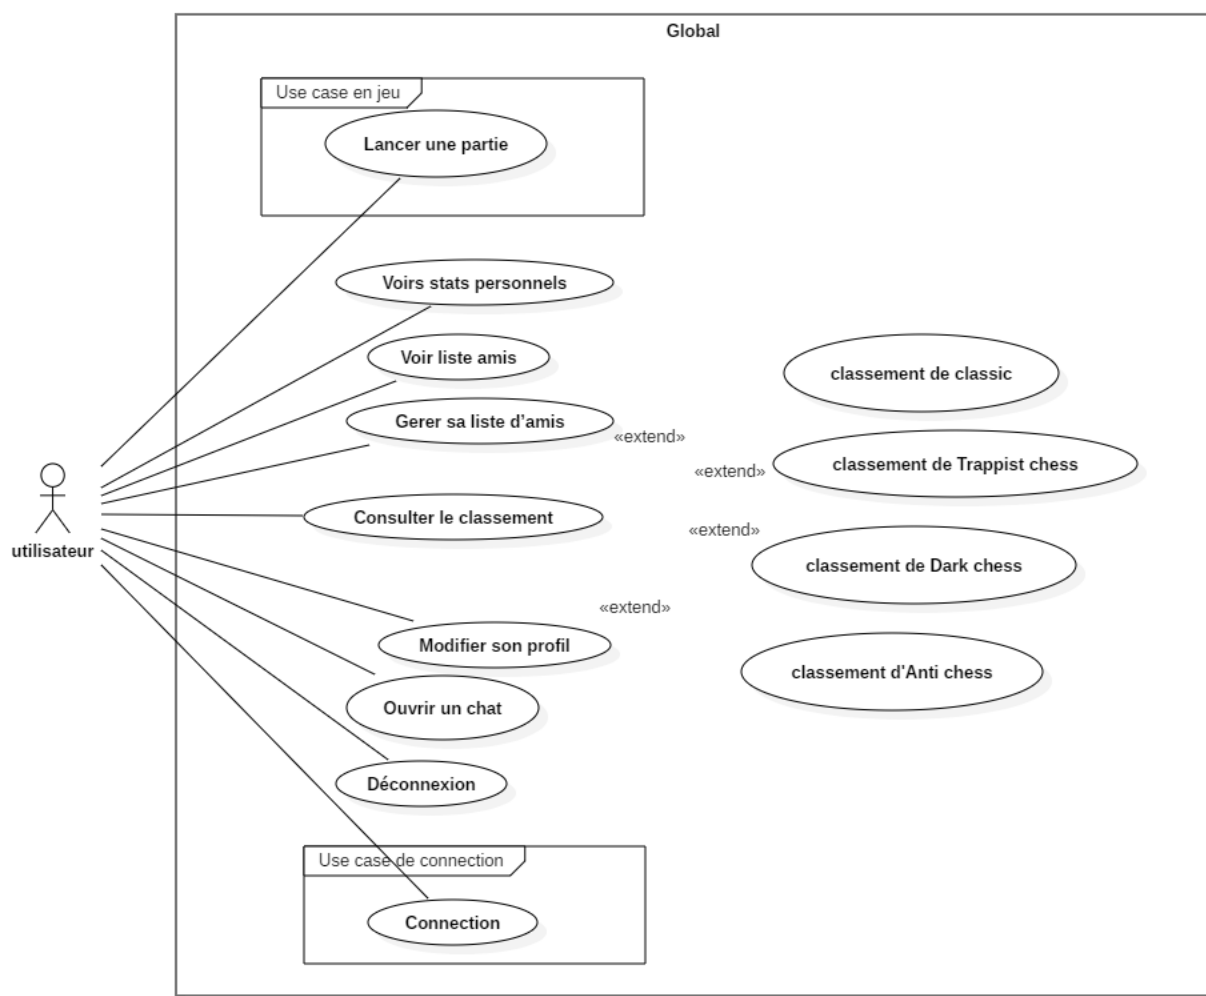 Global
Use case en jeu
Lancer une partie
Voirs stats personnels
Voir liste amis
classement de classic
Gerer sa liste d'amis
«extend»
«extend»
classement de Trappist chess
Consulter le classement
«extend»
utilisateur
classement de Dark chess
«extend»
Modifier son profil
classement d'Anti chess
Ouvrir un chat
Déconnexion
Use case de connection
Connection